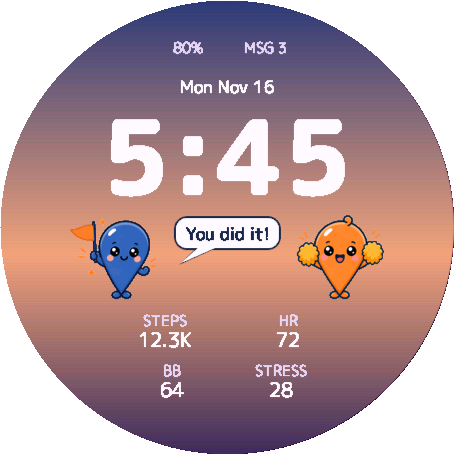 80% MSG 3
Mon Nov 16
5:45
You did it!
STEPS HR
12.3K 72
BB STRESS
64 28